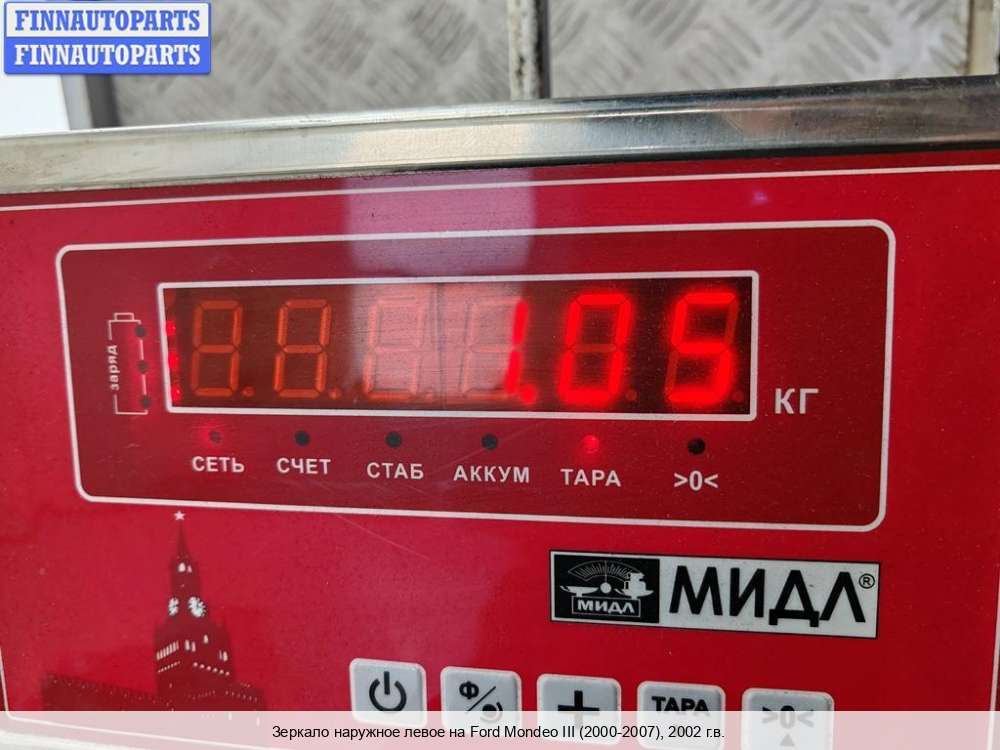 FINNAUTOPARTS
FINNAUTOPARTS
заряд
1.05
КГ
СЕТЬ СЧЕТ СТАБ АККУМ ТАРА >0<
МИДЛ
МИДЛ®
Ф
+
ТАРА
>0<
Зеркало наружное левое на Ford Mondeo III (2000-2007), 2002 г.в.